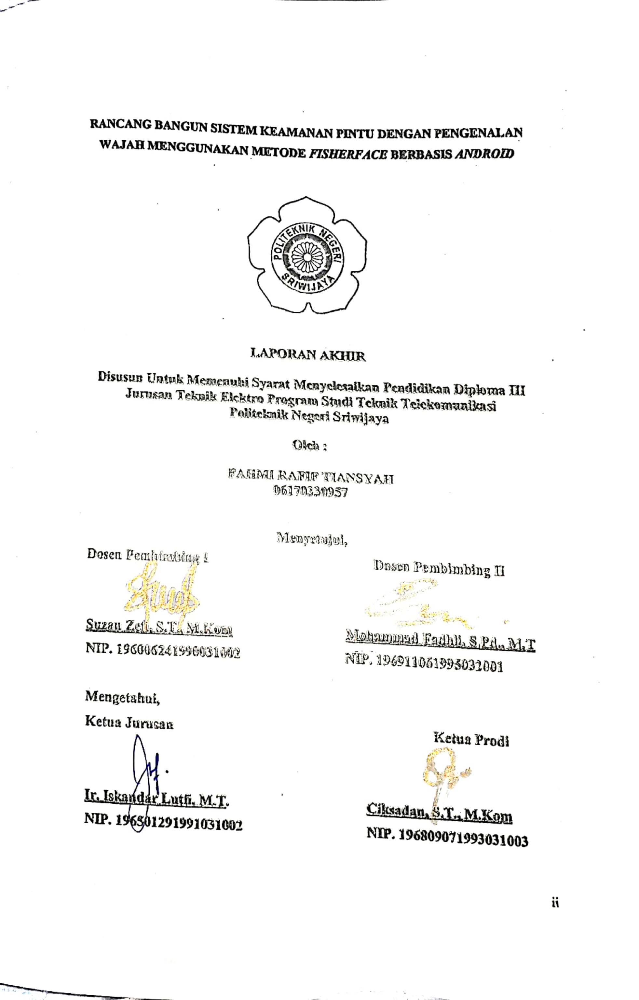 RANCANG BANGUN SISTEM KEAMANAN PINTU DENGAN PENGENALAN
WAJAH MENGGUNAKAN METODE FISHERFACE BERBASIS ANDROID
POLITEKNIK NEGERI
SRIWIJAYA
LAPORAN AKHIR
Disusun Untuk Memenuhi Syarat Menyelesaikan Pendidikan Diploma III
Jurusan Teknik Elektro Program Studi Teknik Telekomunikasi
Politeknik Negeri Sriwijaya
Oleh :
FAHMI RAFIF TIANSYAH
06170330957
Menyetujui,
Dosen Pembimbing I
Dosen Pembimbing II
Suzan Zefi, S.T., M.Kom
Mohammad Fadhli, S.Pd., M.T
NIP.
NIP.
Mengetahui,
Ketua Jurusan
Ketua Prodi
Ir. Iskandar Lutfi, M.T.
Ciksadan, S.T., M.Kom
NIP. 196501291991031002
NIP. 196809071993031003
ii